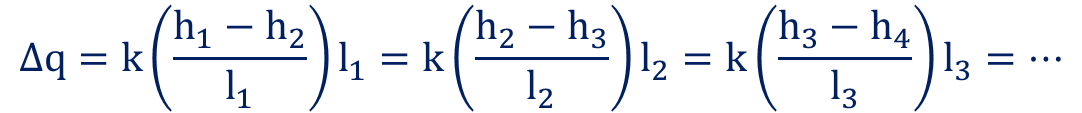 Δq = k ((h₁ − h₂)/l₁) l₁ = k ((h₂ − h₃)/l₂) l₂ = k ((h₃ − h₄)/l₃) l₃ = ⋯